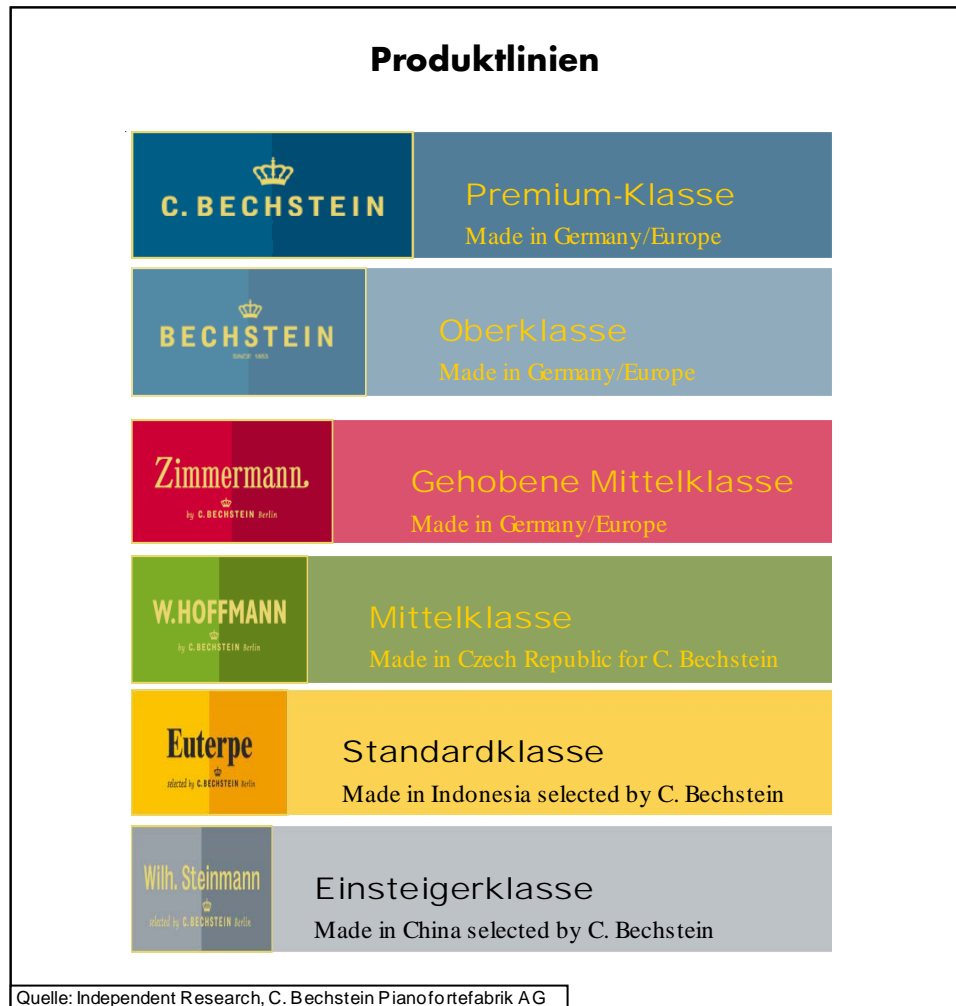 Produktlinien
C. BECHSTEIN
Premium-Klasse
Made in Germany/Europe
BECHSTEIN
SINCE 1853
Oberklasse
Made in Germany/Europe
Zimmermann
by C. BECHSTEIN Berlin
Gehobene Mittelklasse
Made in Germany/Europe
W.HOFFMANN
by C. BECHSTEIN Berlin
Mittelklasse
Made in Czech Republic for C. Bechstein
Euterpe
selected by C. BECHSTEIN Berlin
Standardklasse
Made in Indonesia selected by C. Bechstein
Wilh. Steinmann
selected by C. BECHSTEIN Berlin
Einsteigerklasse
Made in China selected by C. Bechstein
Quelle: Independent Research, C. Bechstein Pianofortefabrik AG